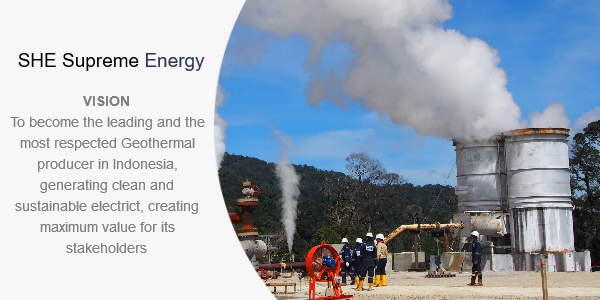 SHE Supreme Energy
VISION
To become the leading and the
most respected Geothermal
producer in Indonesia,
generating clean and
sustainable electrict, creating
maximum value for its
stakeholders